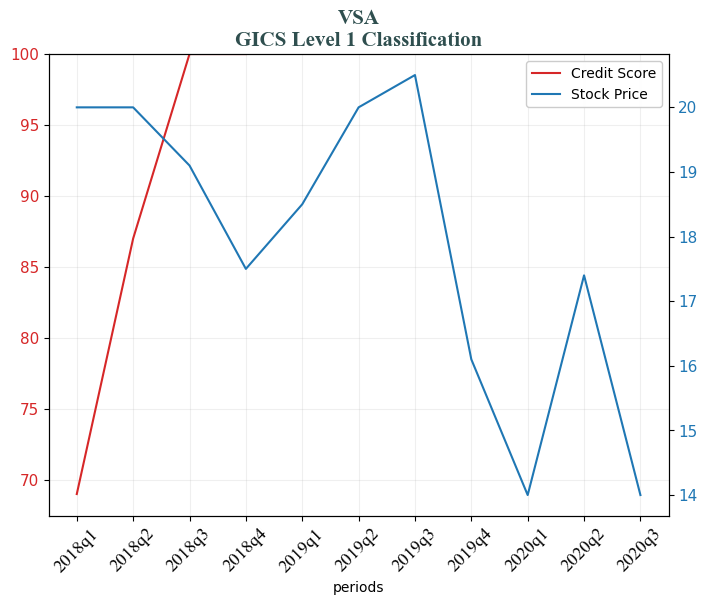 VSA
GICS Level 1 Classification
Credit Score
Stock Price
100
95
90
85
80
75
70
20
19
18
17
16
15
14
2018q1
2018q2
2018q3
2018q4
2019q1
2019q2
2019q3
2019q4
2020q1
2020q2
2020q3
periods